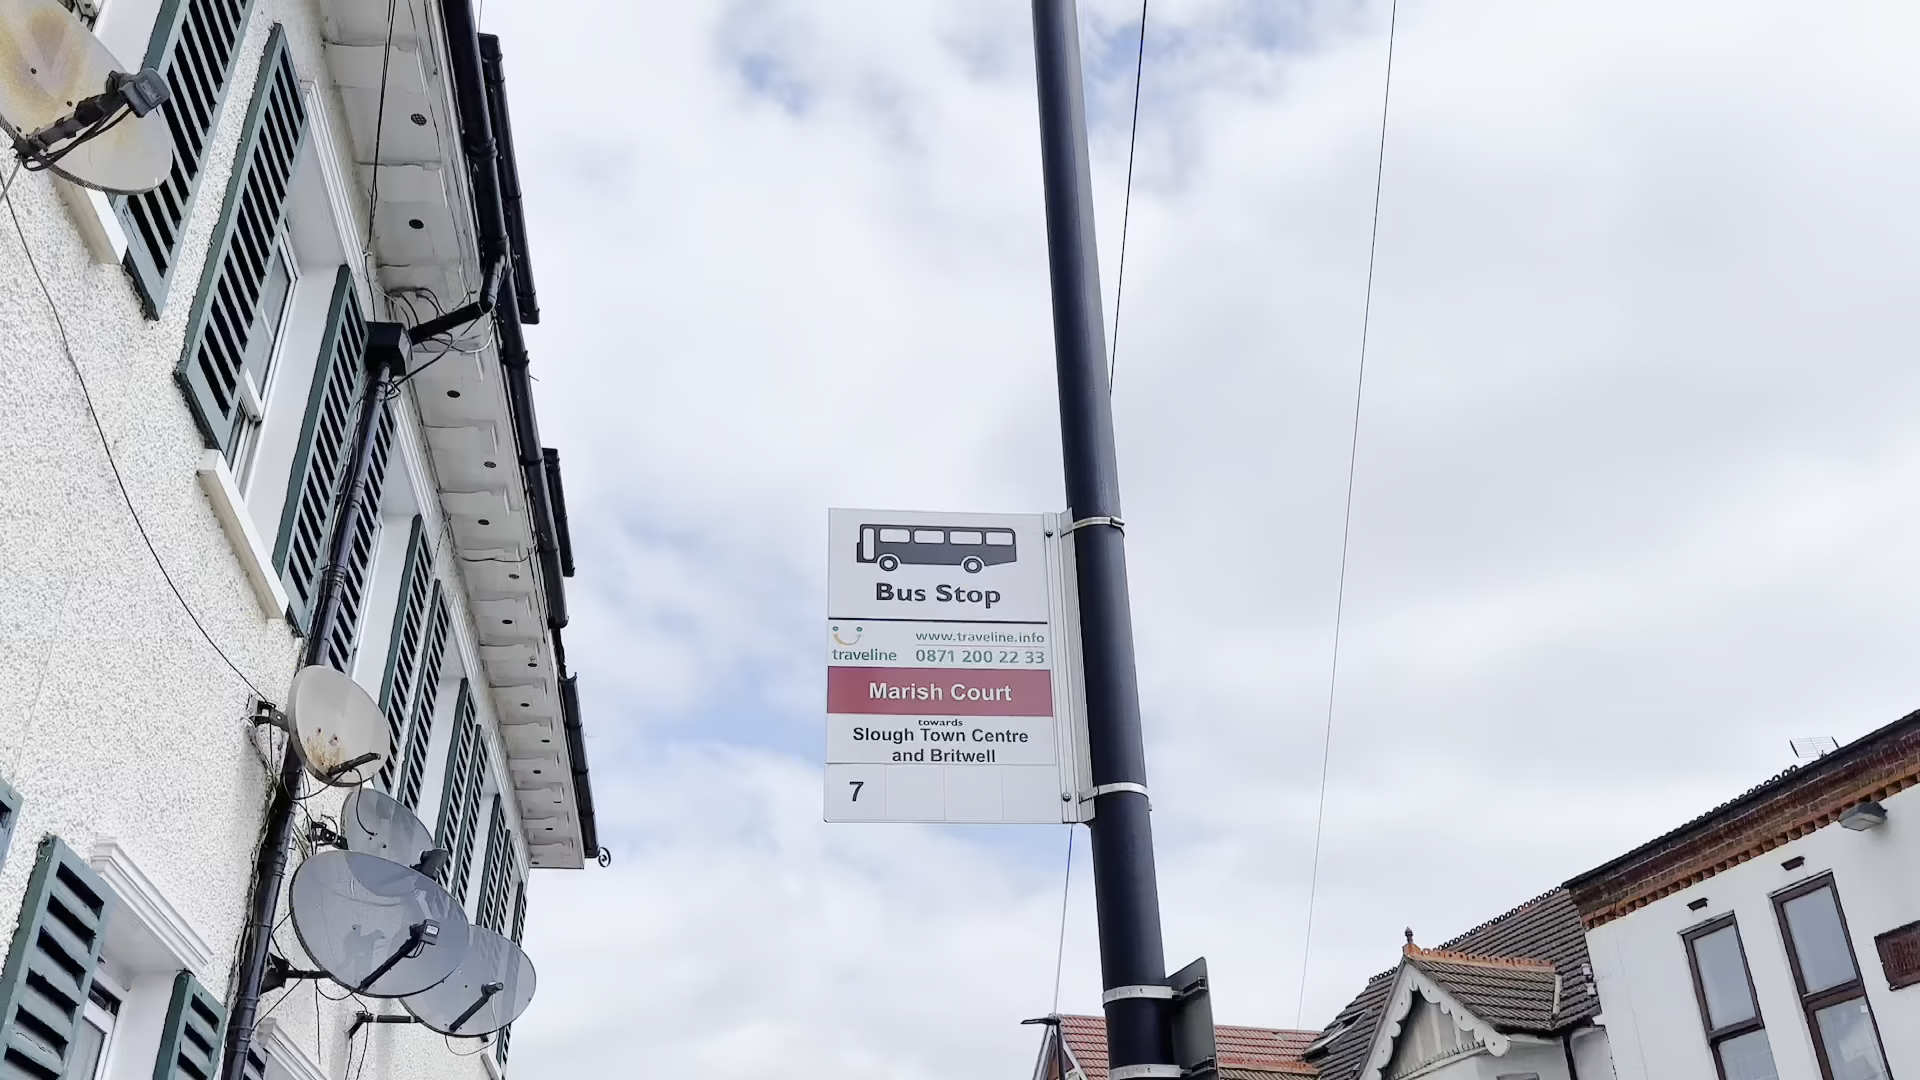 Bus Stop
traveline
www.traveline.info
0871 200 22 33
Marish Court
towards
Slough Town Centre
and Britwell
7